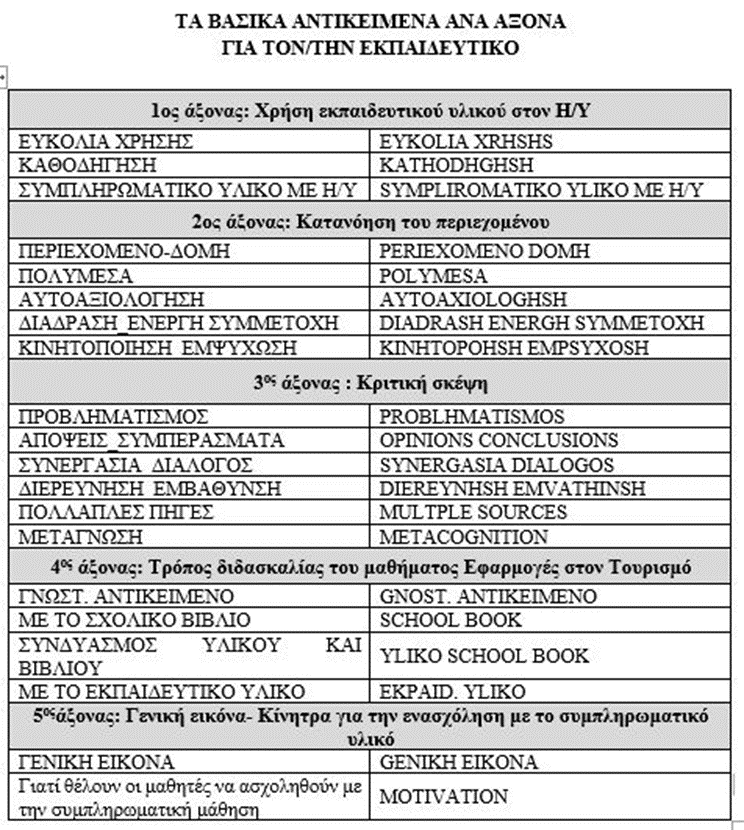 ΤΑ ΒΑΣΙΚΑ ΑΝΤΙΚΕΙΜΕΝΑ ΑΝΑ ΑΞΟΝΑ
ΓΙΑ ΤΟΝ/ΤΗΝ ΕΚΠΑΙΔΕΥΤΙΚΟ
1ος άξονας: Χρήση εκπαιδευτικού υλικού στον Η/Υ
ΕΥΚΟΛΙΑ ΧΡΗΣΗΣ EYKOLIA XRHSHS
ΚΑΘΟΔΗΓΗΣΗ KATHODHGHSH
ΣΥΜΠΛΗΡΩΜΑΤΙΚΟ ΥΛΙΚΟ ΜΕ Η/Υ SYMPLIROMATIKO YLIKO ME H/Y
2ος άξονας: Κατανόηση του περιεχομένου
ΠΕΡΙΕΧΟΜΕΝΟ-ΔΟΜΗ PERIEXOMENO DOMH
ΠΟΛΥΜΕΣΑ POLYMESA
ΑΥΤΟΑΞΙΟΛΟΓΗΣΗ AYTOAXIOLOGHSH
ΔΙΑΔΡΑΣΗ_ΕΝΕΡΓΗ ΣΥΜΜΕΤΟΧΗ DIADRASH ENERGH SYMMETOXH
ΚΙΝΗΤΟΠΟΙΗΣΗ ΕΜΨΥΧΩΣΗ KINHTOPOHSH EMPSYXOSH
3ος άξονας : Κριτική σκέψη
ΠΡΟΒΛΗΜΑΤΙΣΜΟΣ PROBLHMATISMOS
ΑΠΟΨΕΙΣ_ΣΥΜΠΕΡΑΣΜΑΤΑ OPINIONS CONCLUSIONS
ΣΥΝΕΡΓΑΣΙΑ ΔΙΑΛΟΓΟΣ SYNERGASIA DIALOGOS
ΔΙΕΡΕΥΝΗΣΗ ΕΜΒΑΘΥΝΣΗ DIEREYNHSH EMVATHINSH
ΠΟΛΛΑΠΛΕΣ ΠΗΓΕΣ MULTPLE SOURCES
ΜΕΤΑΓΝΩΣΗ METACOGNITION
4ος άξονας: Τρόπος διδασκαλίας του μαθήματος Εφαρμογές στον Τουρισμό
ΓΝΩΣΤ. ΑΝΤΙΚΕΙΜΕΝΟ GNOST. ANTIKEIMENO
ΜΕ ΤΟ ΣΧΟΛΙΚΟ ΒΙΒΛΙΟ SCHOOL BOOK
ΣΥΝΔΥΑΣΜΟΣ ΥΛΙΚΟΥ ΚΑΙ
ΒΙΒΛΙΟΥ YLIKO SCHOOL BOOK
ΜΕ ΤΟ ΕΚΠΑΙΔΕΥΤΙΚΟ ΥΛΙΚΟ EKPAID. YLIKO
5οςάξονας: Γενική εικόνα- Κίνητρα για την ενασχόληση με το συμπληρωματικό
υλικό
ΓΕΝΙΚΗ ΕΙΚΟΝΑ GENIKH EIKONA
Γιατί θέλουν οι μαθητές να ασχοληθούν με
την συμπληρωματική μάθηση MOTIVATION